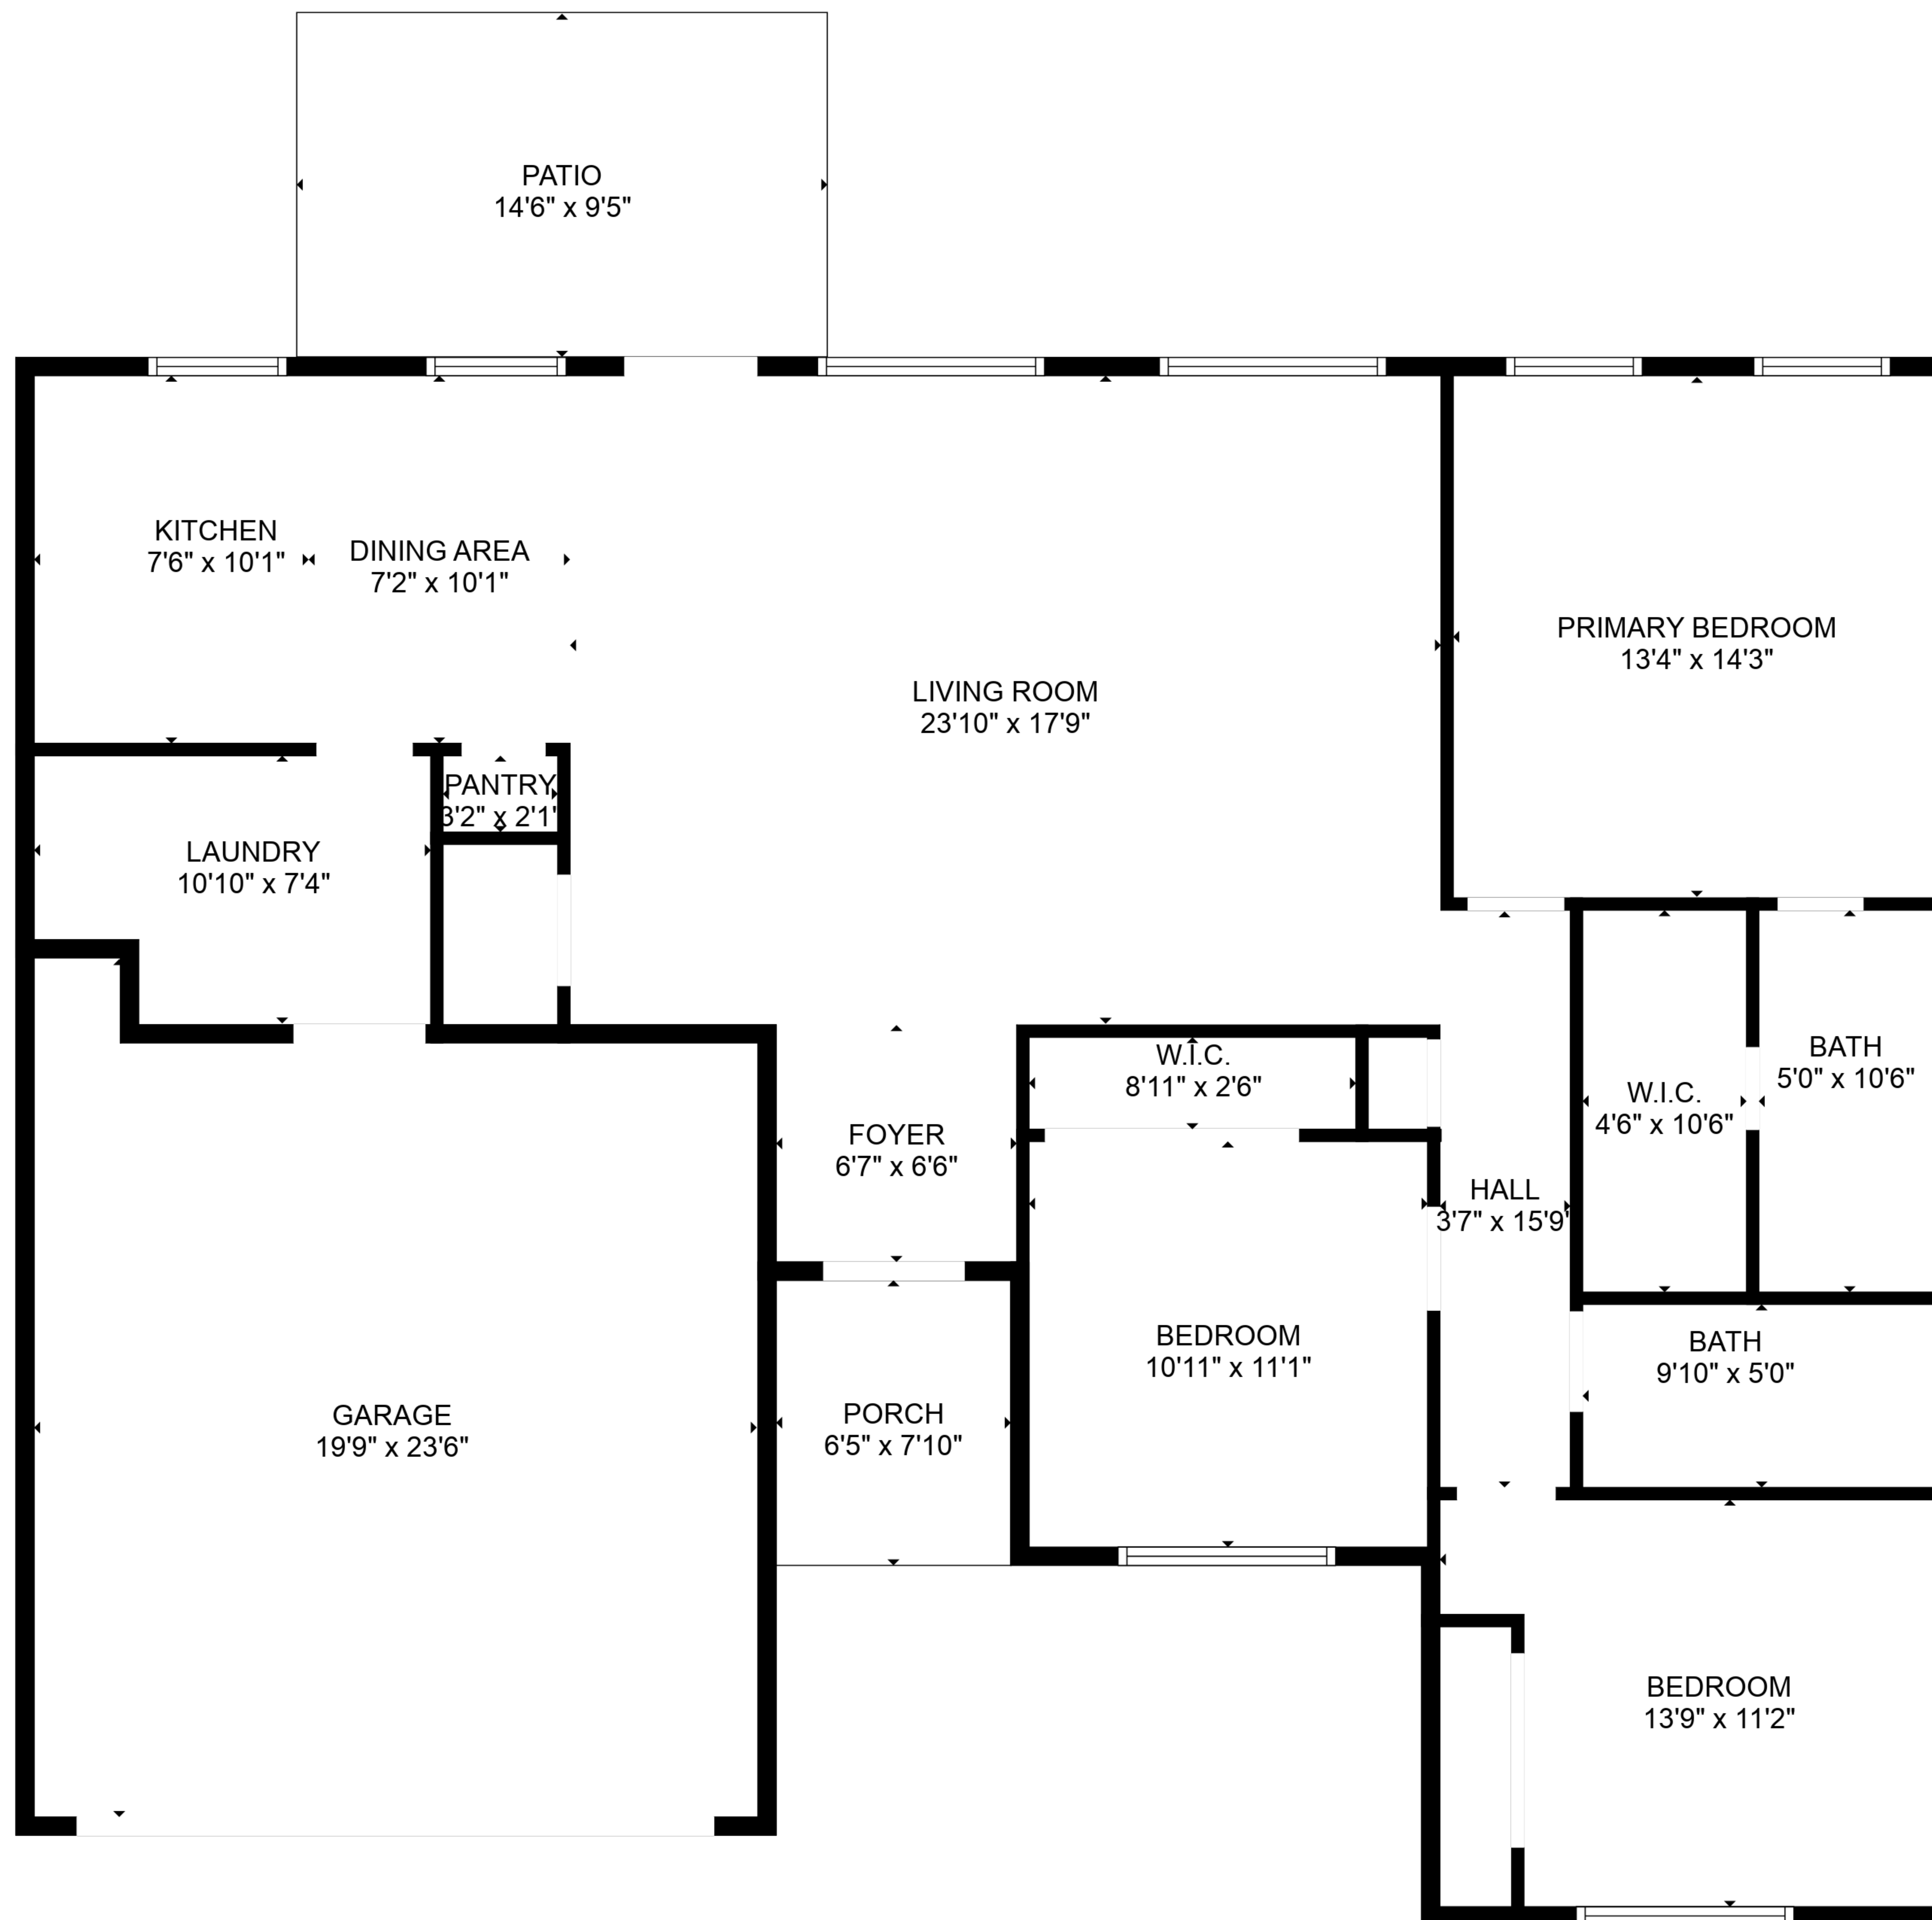 PATIO
14'6" x 9'5"
KITCHEN
7'6" x 10'1"
DINING AREA
7'2" x 10'1"
LIVING ROOM
23'10" x 17'9"
PRIMARY BEDROOM
13'4" x 14'3"
PANTRY
3'2" x 2'1"
LAUNDRY
10'10" x 7'4"
W.I.C.
8'11" x 2'6"
FOYER
6'7" x 6'6"
HALL
3'7" x 15'9"
W.I.C.
4'6" x 10'6"
BATH
5'0" x 10'6"
BEDROOM
10'11" x 11'1"
BATH
9'10" x 5'0"
GARAGE
19'9" x 23'6"
PORCH
6'5" x 7'10"
BEDROOM
13'9" x 11'2"